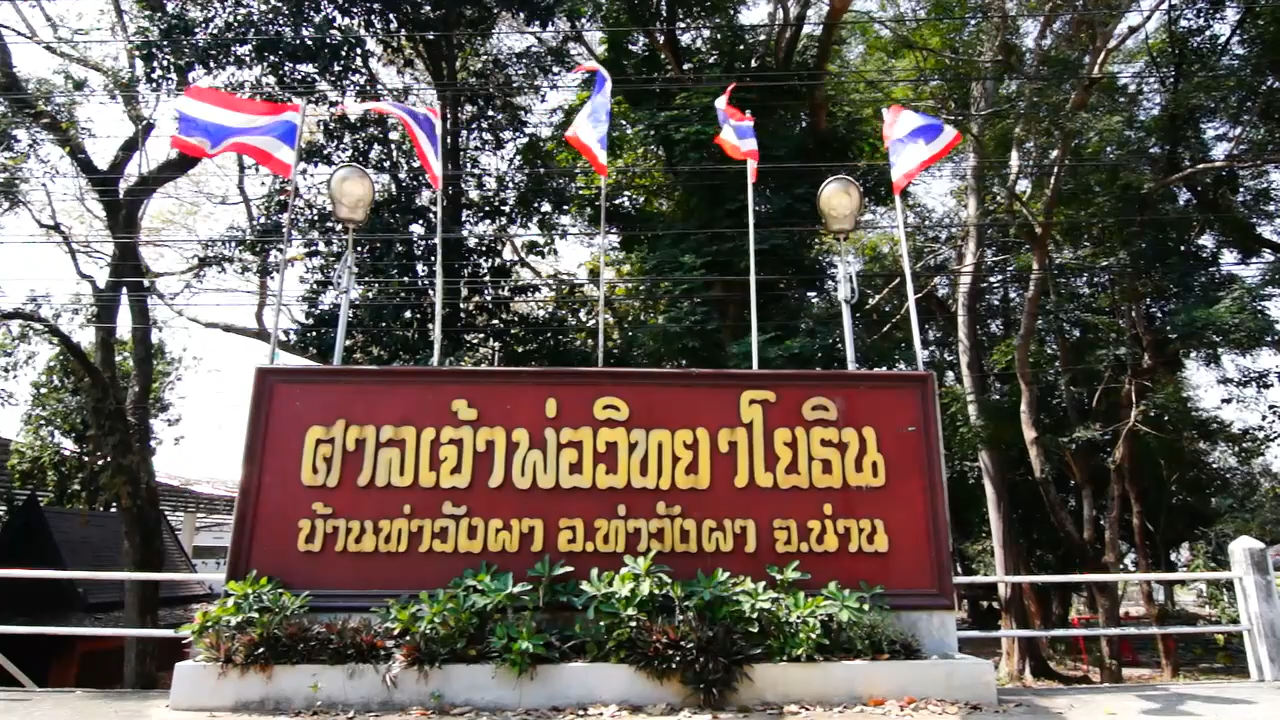 ศาลเจ้าพ่อวิทยาโยธิน
บ้านท่าวังผา อ.ท่าวังผา จ.น่าน